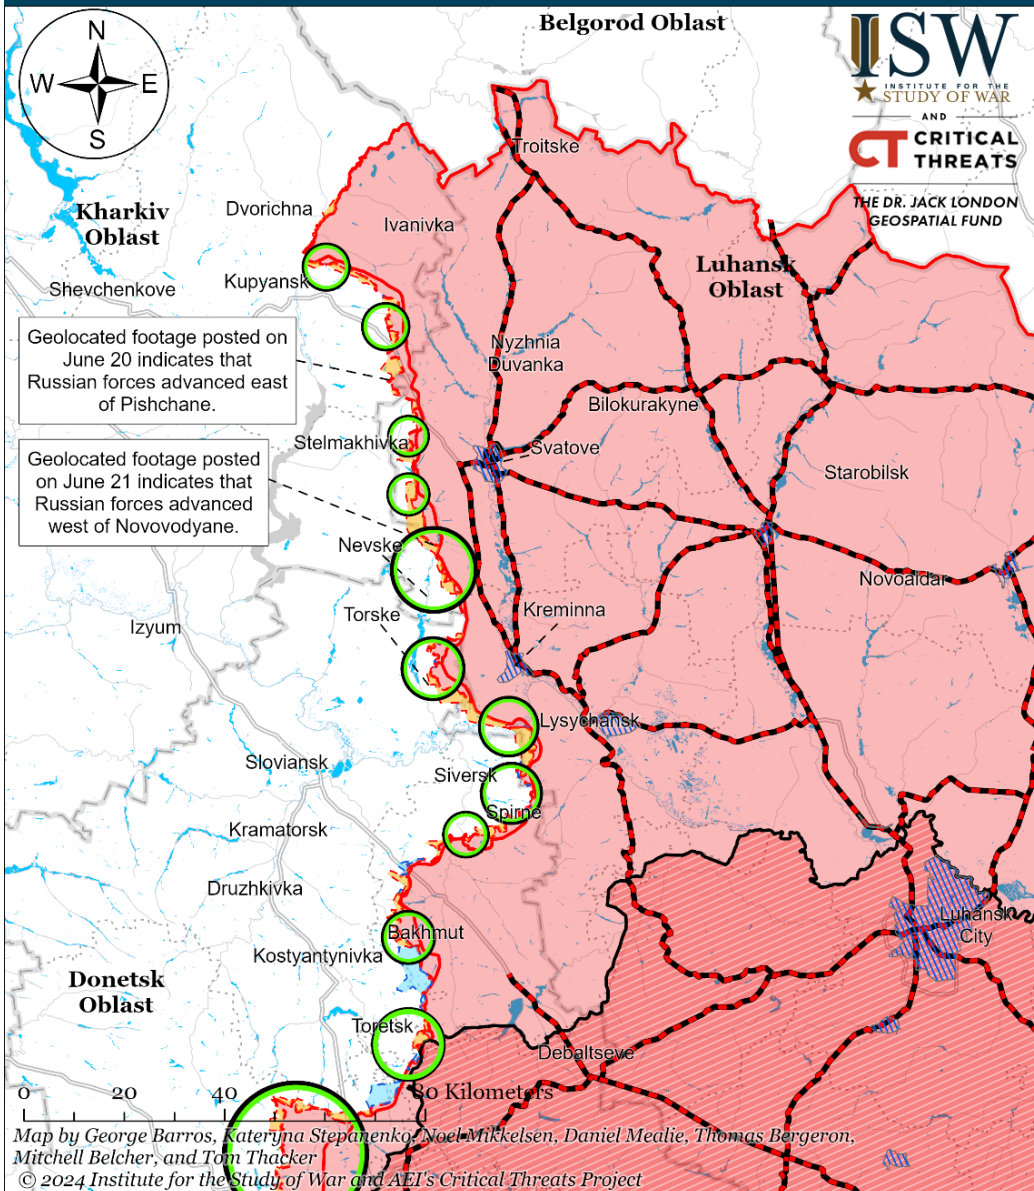 Belgorod Oblast
ISW
INSTITUTE FOR THE
STUDY OF WAR
AND
CT CRITICAL
THREATS
THE DR. JACK LONDON
GEOSPATIAL FUND
N
W
E
S
Troitske
Kharkiv
Oblast
Dvorichna
Ivanivka
Luhansk
Oblast
Shevchenkove
Kupyansk
Geolocated footage posted on
June 20 indicates that
Russian forces advanced east
of Pishchane.
Nyzhnia
Duvanka
Bilokurakyne
Stelmakhivka
Svatove
Starobilsk
Geolocated footage posted
on June 21 indicates that
Russian forces advanced
west of Novovodyane.
Nevske
Novoaldar
Torske
Kreminna
Izyum
Lysychansk
Sloviansk
Siversk
Spirne
Kramatorsk
Druzhkivka
Luhansk
City
Bakhmut
Kostyantynivka
Donetsk
Oblast
Toretsk
Debaltseve
0 20 40 80 Kilometers
Map by George Barros, Kateryna Stepanenko, Noel Mikkelsen, Daniel Mealie, Thomas Bergeron,
Mitchell Belcher, and Tom Thacker
© 2024 Institute for the Study of War and AEI's Critical Threats Project